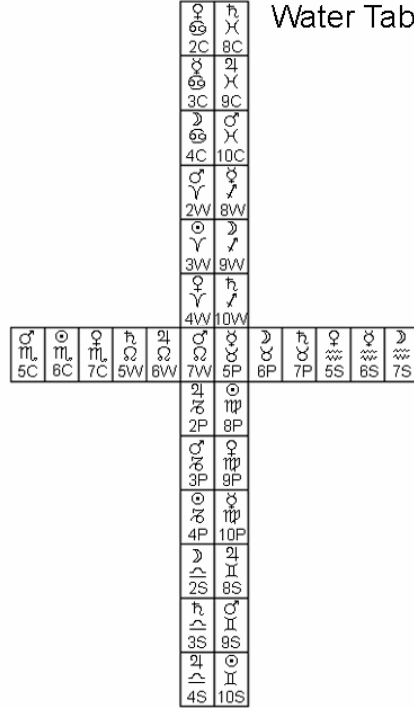 Water Tab
♀ ♄
♋ ♓
2C 8C
☿ ♃
♋ ♓
3C 9C
☽ ♂
♋ ♓
4C 10C
♂ ☿
♈ ♐
2W 8W
☉ ☽
♈ ♐
3W 9W
♀ ♄
♈ ♐
4W 10W
♂ ☉ ♀ ♄ ♃ ♂ ☿ ☽ ♄ ♀ ☿ ☽
♏ ♏ ♏ ♌ ♌ ♌ ♉ ♉ ♉ ♒ ♒ ♒
5C 6C 7C 5W 6W 7W 5P 6P 7P 5S 6S 7S
♃ ☉
♑ ♍
2P 8P
♂ ♀
♑ ♍
3P 9P
☉ ☿
♑ ♍
4P 10P
☽ ♃
♎ ♊
2S 8S
♄ ♂
♎ ♊
3S 9S
♃ ☉
♎ ♊
4S 10S